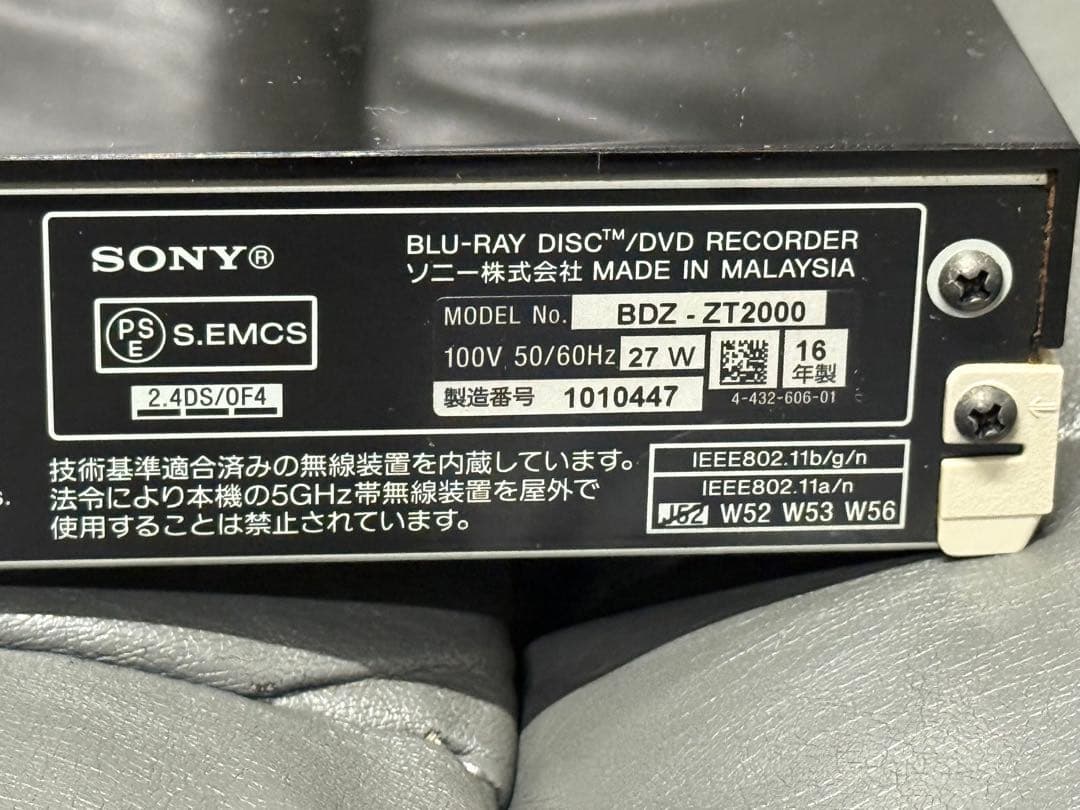 SONY®
BLU-RAY DISC™/DVD RECORDER
ソニー株式会社 MADE IN MALAYSIA
PSE S.EMCS
MODEL No. BDZ - ZT2000
100V 50/60Hz 27 W
16年製
2.4DS/OF4
製造番号 1010447
4-432-606-01
技術基準適合済みの無線装置を内蔵しています。
法令により本機の5GHz帯無線装置を屋外で
使用することは禁止されています。
IEEE802.11b/g/n
IEEE802.11a/n
J52 W52 W53 W56